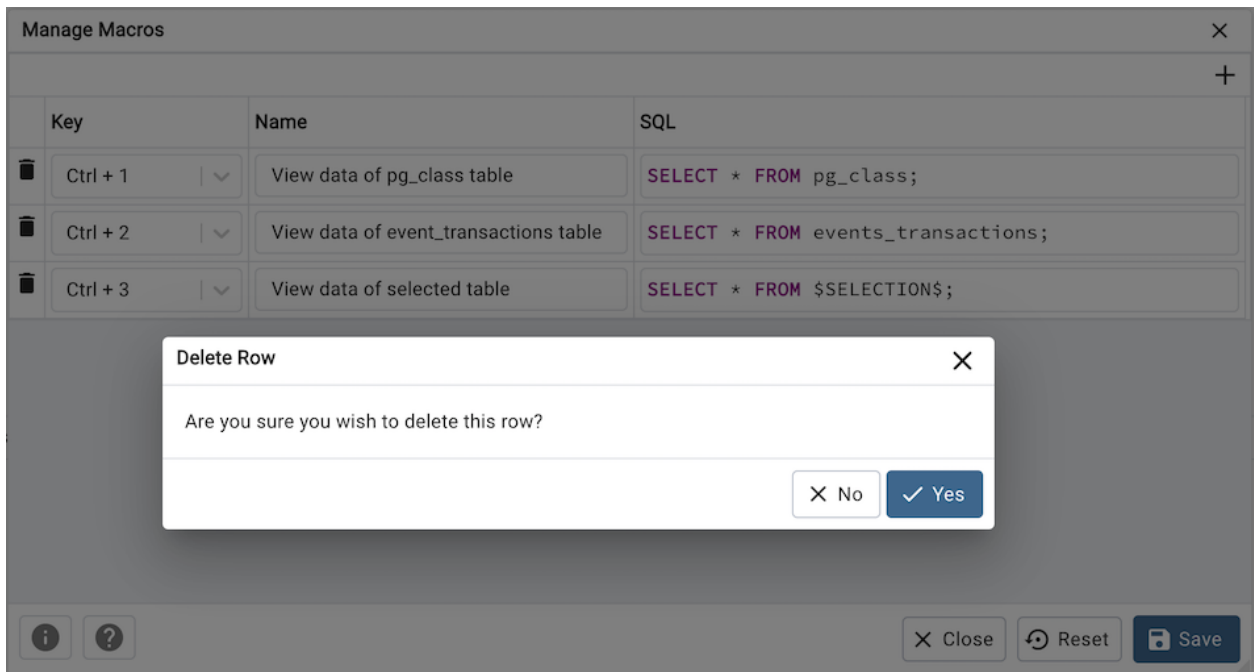 Manage Macros
Key Name SQL
Ctrl + 1 View data of pg_class table SELECT * FROM pg_class;
Ctrl + 2 View data of event_transactions table SELECT * FROM events_transactions;
Ctrl + 3 View data of selected table SELECT * FROM $SELECTION$;
Delete Row
Are you sure you wish to delete this row?
No Yes
Close Reset Save